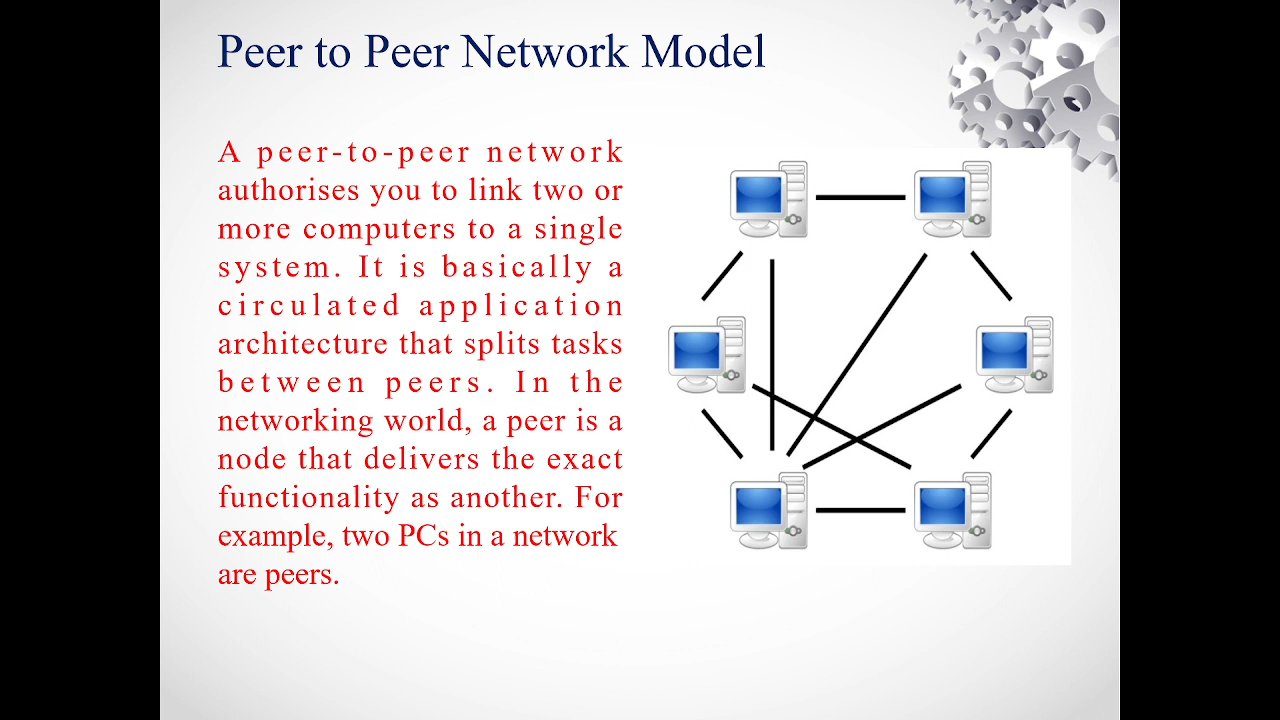 Peer to Peer Network Model
A peer-to-peer network
authorises you to link two or
more computers to a single
system. It is basically a
circulated application
architecture that splits tasks
between peers. In the
networking world, a peer is a
node that delivers the exact
functionality as another. For
example, two PCs in a network
are peers.